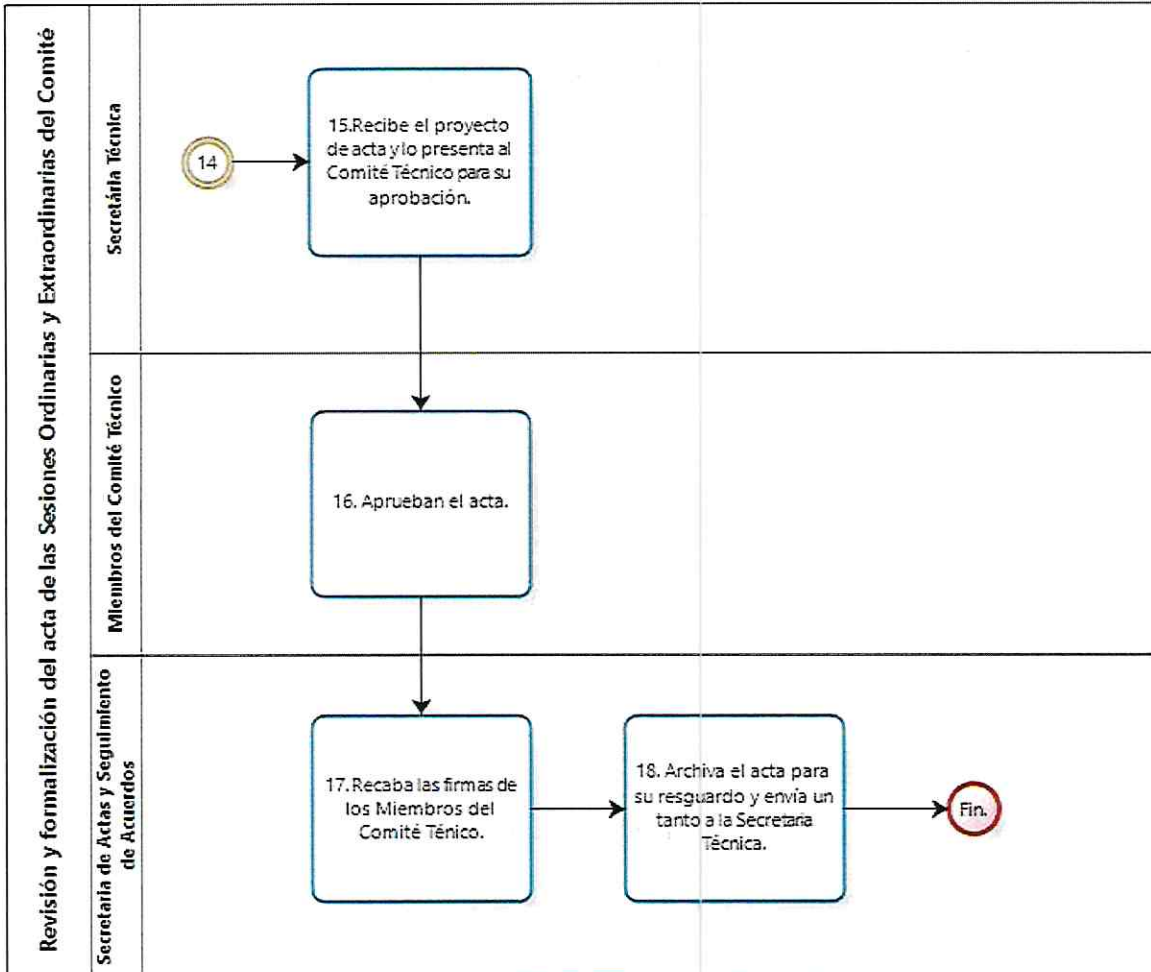 Revisión y formalización del acta de las Sesiones Ordinarias y Extraordinarias del Comité
Secretária Técnica
14
15.Recibe el proyecto
de acta y lo presenta al
Comité Técnico para su
aprobación.
Miembros del Comité Técnico
16. Aprueban el acta.
Secretaria de Actas y Seguimiento
de Acuerdos
17. Recaba las firmas de
los Miembros del
Comité Ténico.
18. Archiva el acta para
su resguardo y envía un
tanto a la Secretaria
Técnica.
Fin.